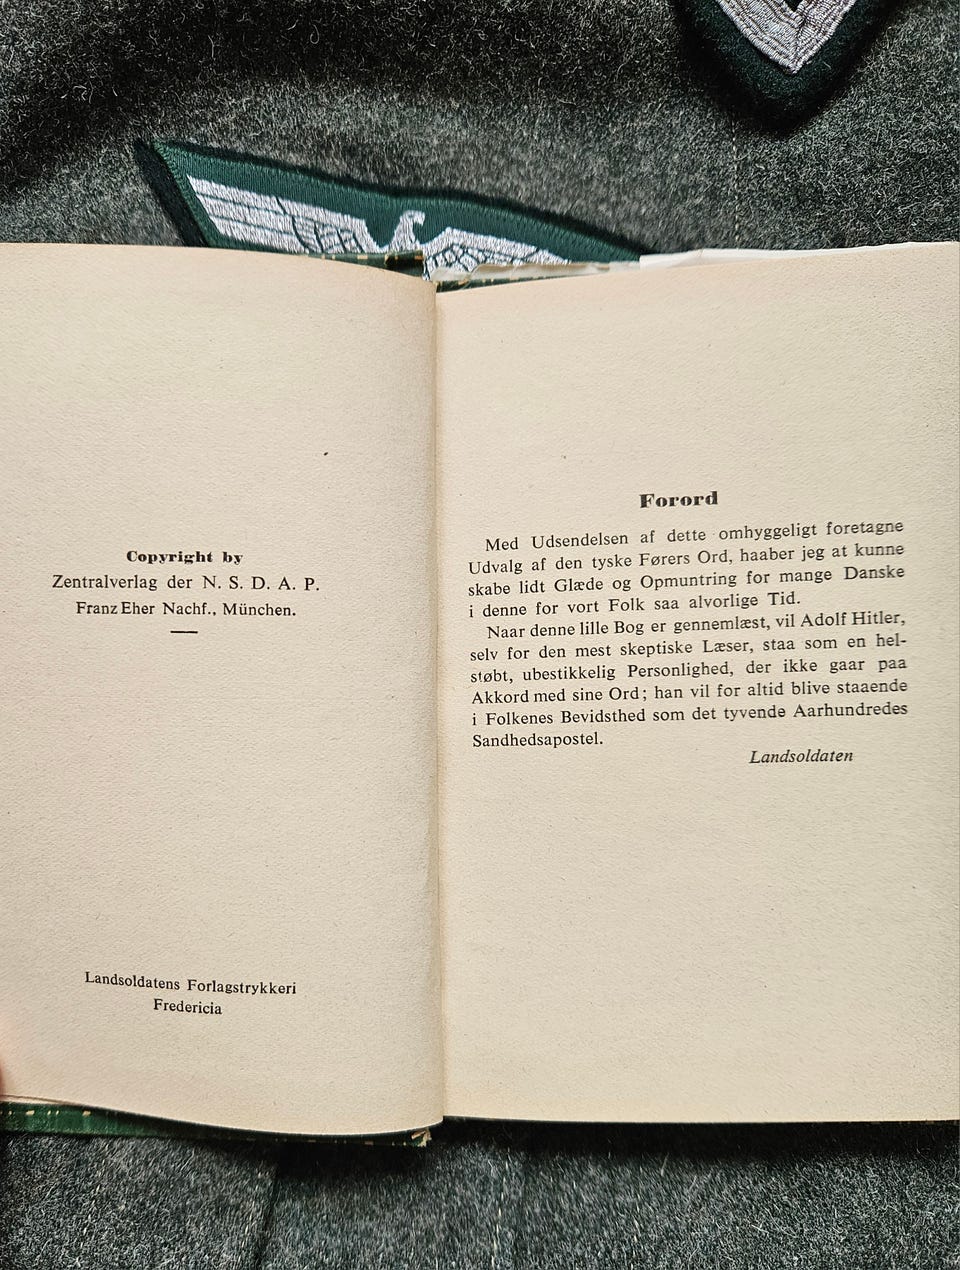 Copyright by
Zentralverlag der N. S. D. A. P.
Franz Eher Nachf., München.
Landsoldatens Forlagstrykkeri
Fredericia
Forord
Med Udsendelsen af dette omhyggeligt foretagne
Udvalg af den tyske Førers Ord, haaber jeg at kunne
skabe lidt Glæde og Opmuntring for mange Danske
i denne for vort Folk saa alvorlige Tid.
Naar denne lille Bog er gennemlæst, vil Adolf Hitler,
selv for den mest skeptiske Læser, staa som en hel-
støbt, ubestikkelig Personlighed, der ikke gaar paa
Akkord med sine Ord; han vil for altid blive staaende
i Folkenes Bevidsthed som det tyvende Aarhundredes
Sandhedsapostel.
Landsoldaten